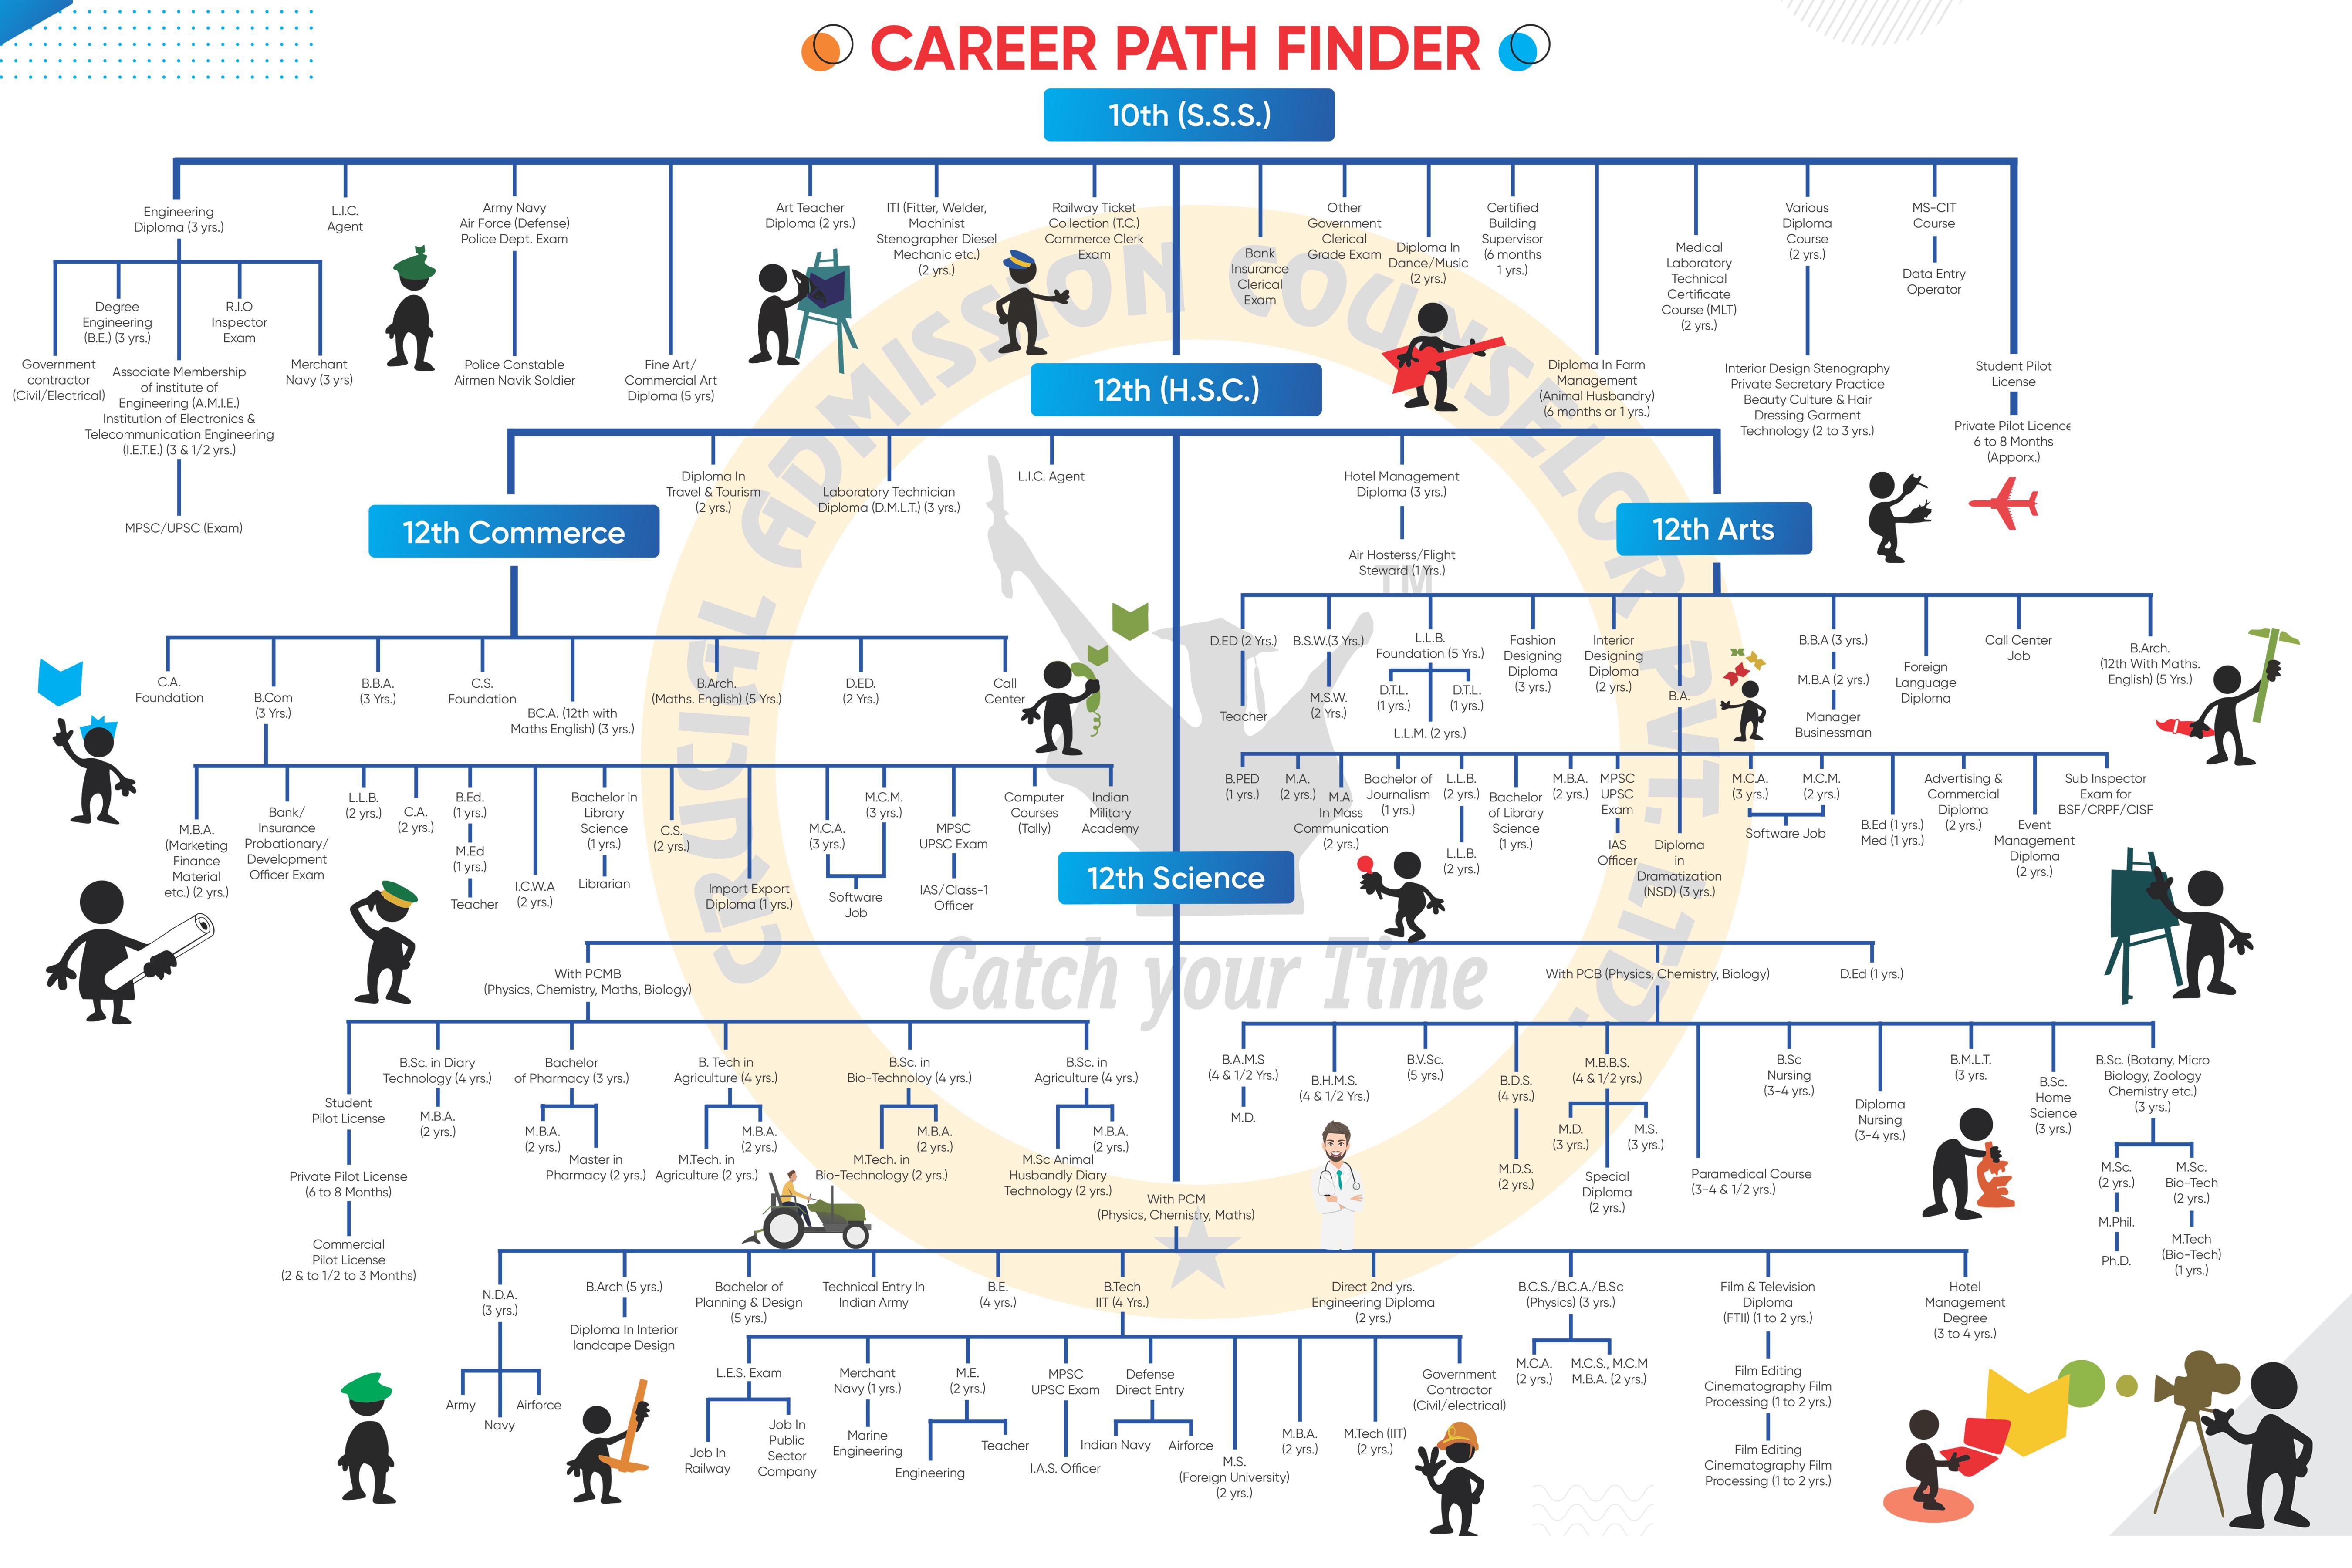 CAREER PATH FINDER
10th (S.S.S.)
Engineering
Diploma (3 yrs.)
Government
contractor
(Civil/Electrical)
Degree
Engineering
(B.E.) (3 yrs.)
Associate Membership
of institute of
Engineering (A.M.I.E.)
Institution of Electronics &
Telecommunication Engineering
(I.E.T.E.) (3 & 1/2 yrs.)
MPSC/UPSC (Exam)
R.I.O
Inspector
Exam
Merchant
Navy (3 yrs)
L.I.C.
Agent
Army Navy
Air Force (Defense)
Police Dept. Exam
Police Constable
Airmen Navik Soldier
Fine Art/
Commercial Art
Diploma (5 yrs)
Art Teacher
Diploma (2 yrs.)
ITI (Fitter, Welder,
Machinist
Stenographer Diesel
Mechanic etc.)
(2 yrs.)
Railway Ticket
Collection (T.C.)
Commerce Clerk
Exam
Bank
Insurance
Clerical
Exam
Other
Government
Clerical
Grade Exam
Diploma In
Dance/Music
(2 yrs.)
Certified
Building
Supervisor
(6 months
1 yrs.)
Diploma In Farm
Management
(Animal Husbandry)
(6 months or 1 yrs.)
Medical
Laboratory
Technical
Certificate
Course (MLT)
(2 yrs.)
Various
Diploma
Course
(2 yrs.)
Interior Design Stenography
Private Secretary Practice
Beauty Culture & Hair
Dressing Garment
Technology (2 to 3 yrs.)
MS-CIT
Course
Data Entry
Operator
Student Pilot
License
Private Pilot Licence
6 to 8 Months
(Apporx.)
12th (H.S.C.)
Diploma In
Travel & Tourism
(2 yrs.)
Laboratory Technician
Diploma (D.M.L.T.) (3 yrs.)
L.I.C. Agent
Hotel Management
Diploma (3 yrs.)
Air Hosterss/Flight
Steward (1 Yrs.)
12th Commerce
C.A.
Foundation
B.Com
(3 Yrs.)
B.B.A.
(3 Yrs.)
C.S.
Foundation
BC.A. (12th with
Maths English) (3 yrs.)
B.Arch.
(Maths. English) (5 Yrs.)
D.ED.
(2 Yrs.)
Call
Center
M.B.A.
(Marketing
Finance
Material
etc.) (2 yrs.)
Bank/
Insurance
Probationary/
Development
Officer Exam
L.L.B.
(2 yrs.)
C.A.
(2 yrs.)
B.Ed.
(1 yrs.)
M.Ed
(1 yrs.)
Teacher
I.C.W.A
(2 yrs.)
Bachelor in
Library
Science
(1 yrs.)
Librarian
C.S.
(2 yrs.)
Import Export
Diploma (1 yrs.)
M.C.A.
(3 yrs.)
M.C.M.
(3 yrs.)
Software
Job
MPSC
UPSC Exam
IAS/Class-1
Officer
Computer
Courses
(Tally)
Indian
Military
Academy
12th Arts
D.ED (2 Yrs.)
Teacher
B.S.W.(3 Yrs.)
M.S.W.
(2 Yrs.)
L.L.B.
Foundation (5 Yrs.)
D.T.L.
(1 yrs.)
D.T.L.
(1 yrs.)
L.L.M. (2 yrs.)
Fashion
Designing
Diploma
(3 yrs.)
Interior
Designing
Diploma
(2 yrs.)
B.A.
B.B.A (3 yrs.)
M.B.A (2 yrs.)
Manager
Businessman
Foreign
Language
Diploma
Call Center
Job
B.Arch.
(12th With Maths.
English) (5 Yrs.)
B.PED
(1 yrs.)
M.A.
(2 yrs.)
M.A.
In Mass
Communication
(2 yrs.)
Bachelor of
Journalism
(1 yrs.)
L.L.B.
(2 yrs.)
L.L.B.
(2 yrs.)
Bachelor
of Library
Science
(1 yrs.)
M.B.A.
(2 yrs.)
MPSC
UPSC
Exam
IAS
Officer
Diploma
in
Dramatization
(NSD) (3 yrs.)
M.C.A.
(3 yrs.)
M.C.M.
(2 yrs.)
Software Job
B.Ed (1 yrs.)
Med (1 yrs.)
Advertising &
Commercial
Diploma
(2 yrs.)
Event
Management
Diploma
(2 yrs.)
Sub Inspector
Exam for
BSF/CRPF/CISF
12th Science
With PCMB
(Physics, Chemistry, Maths, Biology)
Student
Pilot License
Private Pilot License
(6 to 8 Months)
Commercial
Pilot License
(2 & to 1/2 to 3 Months)
B.Sc. in Diary
Technology (4 yrs.)
M.B.A.
(2 yrs.)
Bachelor
of Pharmacy (3 yrs.)
M.B.A.
(2 yrs.)
Master in
Pharmacy (2 yrs.)
B. Tech in
Agriculture (4 yrs.)
M.Tech. in
Agriculture (2 yrs.)
M.B.A.
(2 yrs.)
B.Sc. in
Bio-Technoloy (4 yrs.)
M.Tech. in
Bio-Technology (2 yrs.)
M.B.A.
(2 yrs.)
B.Sc. in
Agriculture (4 yrs.)
M.Sc Animal
Husbandly Diary
Technology (2 yrs.)
M.B.A.
(2 yrs.)
With PCB (Physics, Chemistry, Biology)
D.Ed (1 yrs.)
B.A.M.S
(4 & 1/2 Yrs.)
M.D.
B.H.M.S.
(4 & 1/2 Yrs.)
B.V.Sc.
(5 yrs.)
B.D.S.
(4 yrs.)
M.D.S.
(2 yrs.)
M.B.B.S.
(4 & 1/2 yrs.)
M.D.
(3 yrs.)
Special
Diploma
(2 yrs.)
M.S.
(3 yrs.)
Paramedical Course
(3-4 & 1/2 yrs.)
B.Sc
Nursing
(3-4 yrs.)
Diploma
Nursing
(3-4 yrs.)
B.M.L.T.
(3 yrs.
B.Sc.
Home
Science
(3 yrs.)
B.Sc. (Botany, Micro
Biology, Zoology
Chemistry etc.)
(3 yrs.)
M.Sc.
(2 yrs.)
M.Phil.
Ph.D.
M.Sc.
Bio-Tech
(2 yrs.)
M.Tech
(Bio-Tech)
(1 yrs.)
With PCM
(Physics, Chemistry, Maths)
N.D.A.
(3 yrs.)
Army
Navy
Airforce
B.Arch (5 yrs.)
Diploma In Interior
landcape Design
Bachelor of
Planning & Design
(5 yrs.)
Technical Entry In
Indian Army
B.E.
(4 yrs.)
B.Tech
IIT (4 Yrs.)
Direct 2nd yrs.
Engineering Diploma
(2 yrs.)
B.C.S./B.C.A./B.Sc
(Physics) (3 yrs.)
M.C.A.
(2 yrs.)
M.C.S., M.C.M
M.B.A. (2 yrs.)
Film & Television
Diploma
(FTII) (1 to 2 yrs.)
Film Editing
Cinematography Film
Processing (1 to 2 yrs.)
Film Editing
Cinematography Film
Processing (1 to 2 yrs.)
Hotel
Management
Degree
(3 to 4 yrs.)
L.E.S. Exam
Job In
Railway
Job In
Public
Sector
Company
Merchant
Navy (1 yrs.)
Marine
Engineering
M.E.
(2 yrs.)
Engineering
Teacher
MPSC
UPSC Exam
I.A.S. Officer
Defense
Direct Entry
Indian Navy
Airforce
M.S.
(Foreign University)
(2 yrs.)
M.B.A.
(2 yrs.)
M.Tech (IIT)
(2 yrs.)
Government
Contractor
(Civil/electrical)
CRUCIAL ADMISSION COUNSELOR PVT. LTD.
TM
Catch your Time